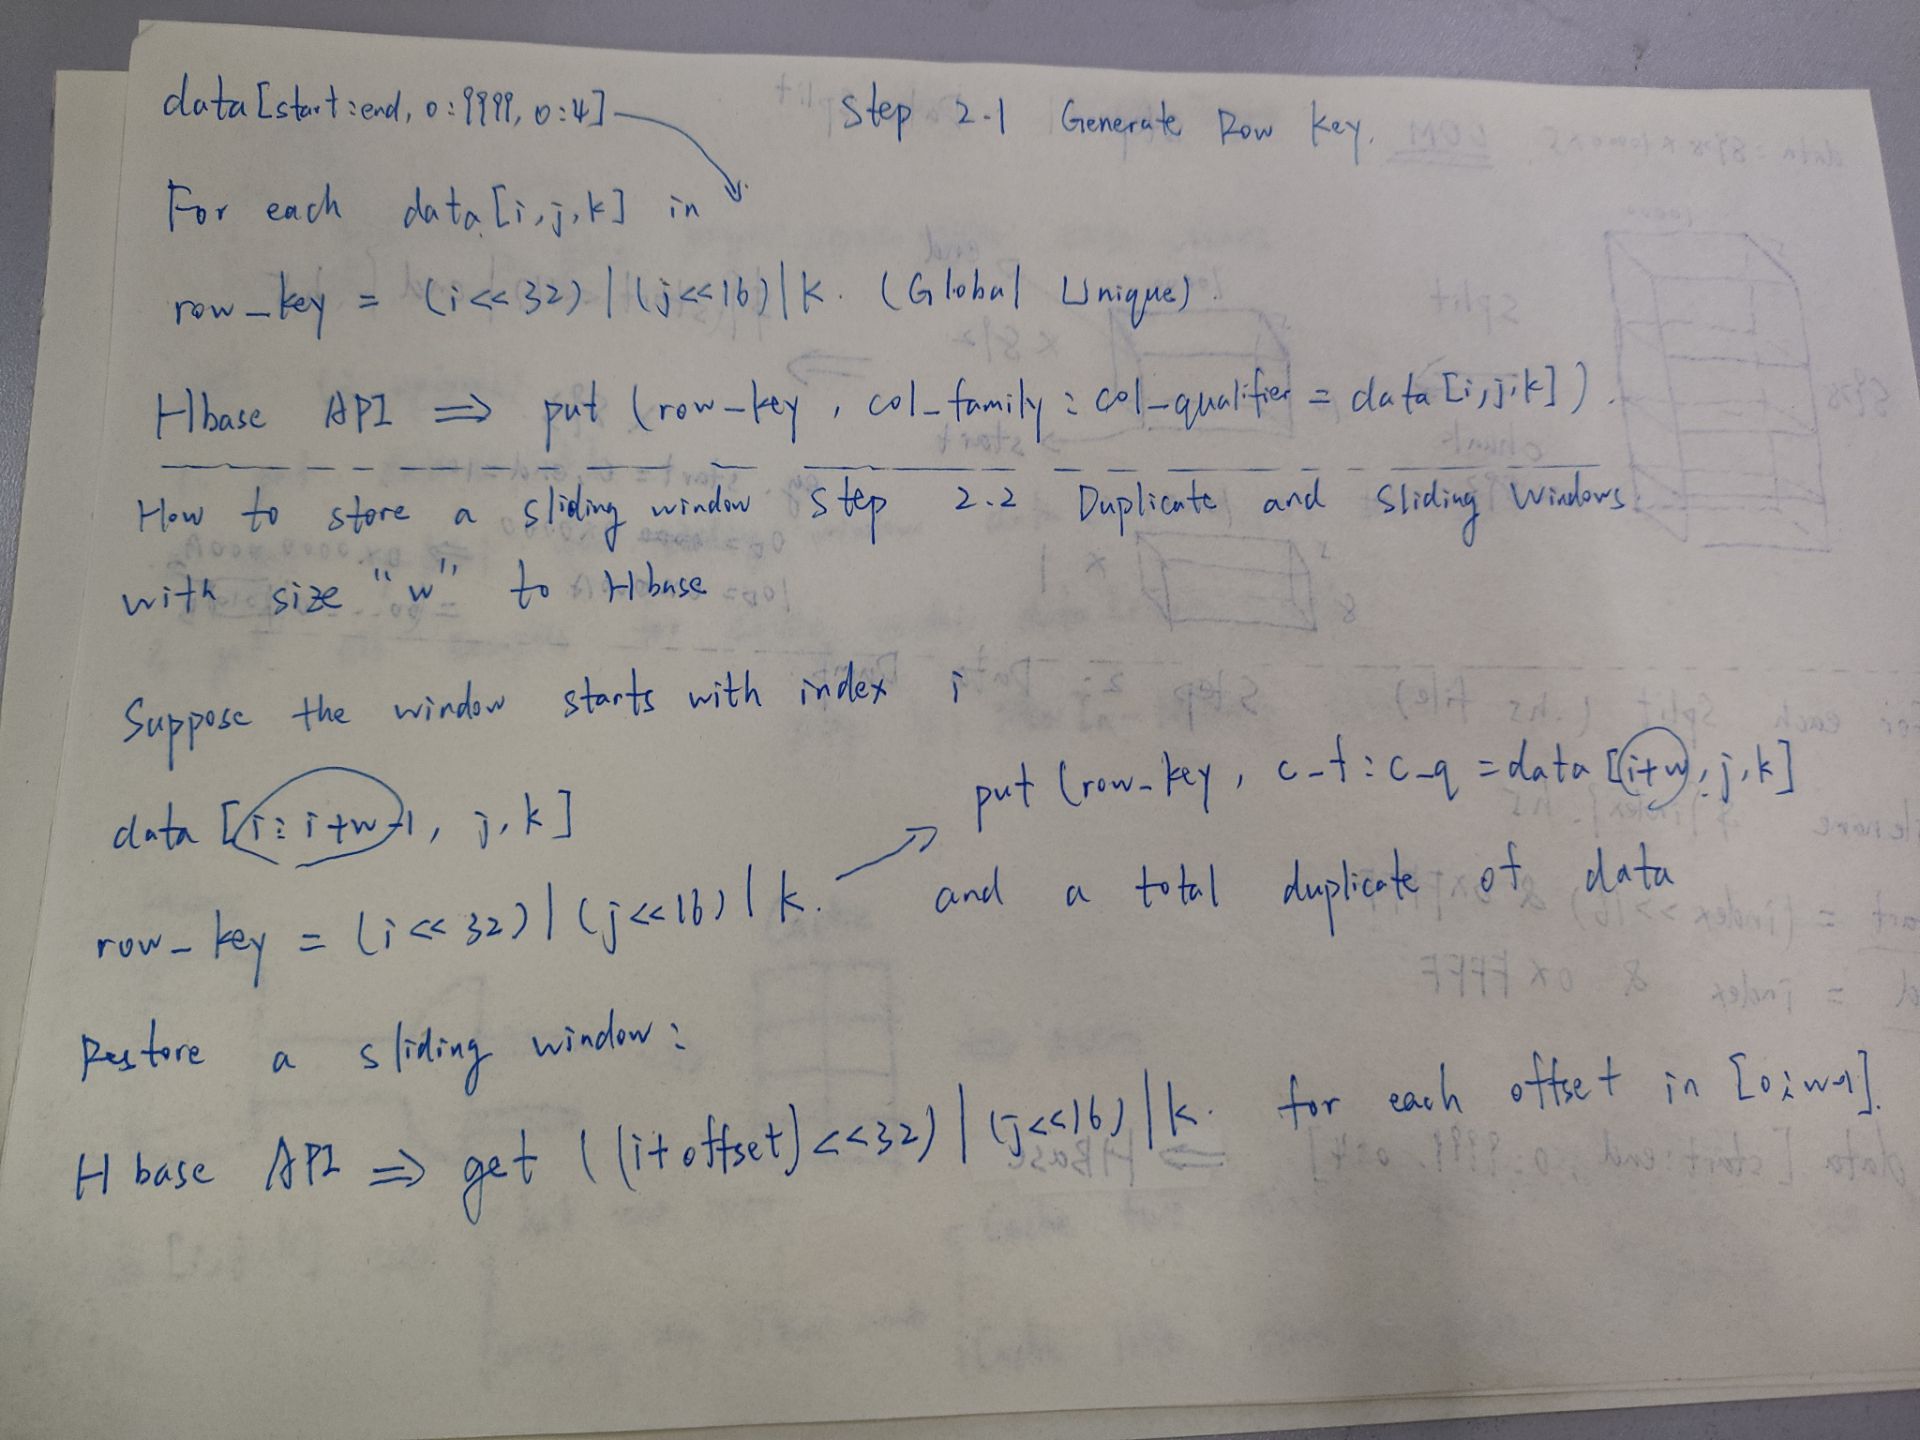 data[start:end, 0:9999, 0:4]
Step 2.1 Generate Row Key.
For each data[i,j,k] in
row_key = (i<<32)|(j<<16)|k. (Global Unique).
Hbase API ⇒ put (row_key, col_family:col_qualifier = data[i,j,k]).
How to store a sliding window
with size "w" to Hbase
Step 2.2 Duplicate and Sliding Windows.
Suppose the window starts with index i
data [i:i+w-1, j,k]
row_key = (i<<32)|(j<<16)|k.
put (row_key, c_f:c_q = data [i+w, j,k]
and a total duplicate of data
Restore a sliding window:
Hbase API ⇒ get ((i+offset)<<32)|(j<<16)|k. for each offset in [0:w-1].